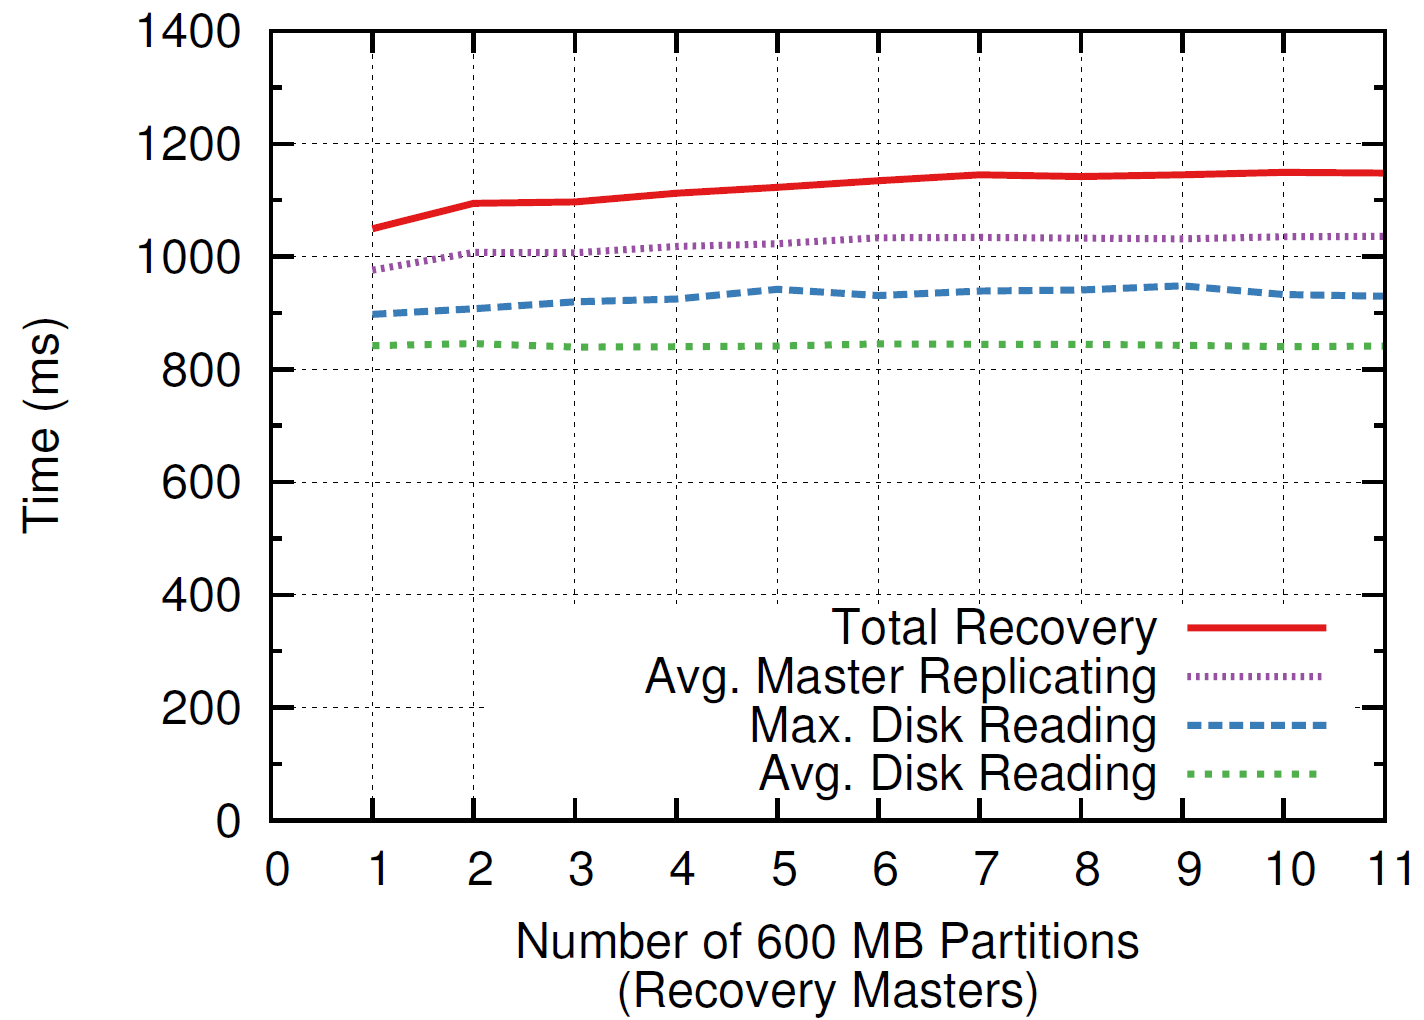 1400
1200
1000
800
600
400
200
0
Time (ms)
Total Recovery
Avg. Master Replicating
Max. Disk Reading
Avg. Disk Reading
0 1 2 3 4 5 6 7 8 9 10 11
Number of 600 MB Partitions
(Recovery Masters)